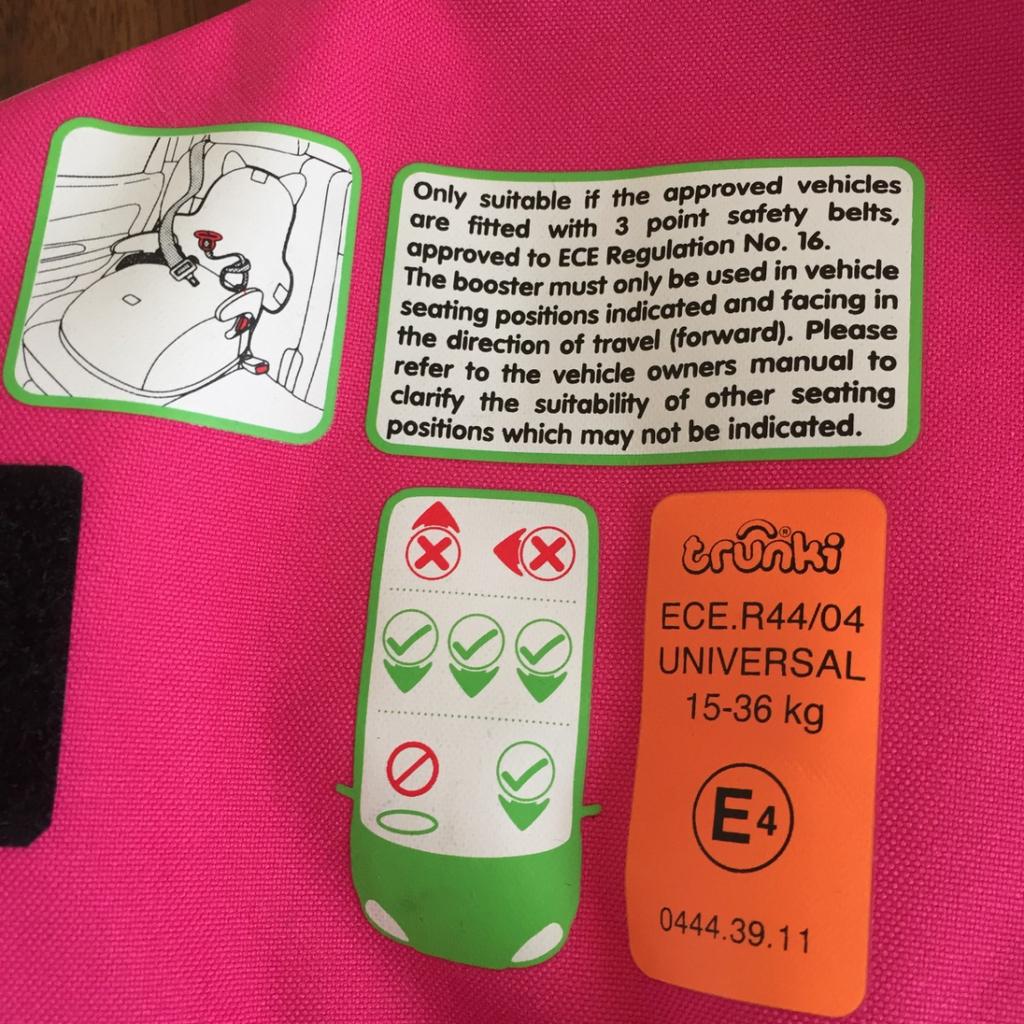 Only suitable if the approved vehicles
are fitted with 3 point safety belts,
approved to ECE Regulation No. 16.
The booster must only be used in vehicle
seating positions indicated and facing in
the direction of travel (forward). Please
refer to the vehicle owners manual to
clarify the suitability of other seating
positions which may not be indicated.
trunki®
ECE.R44/04
UNIVERSAL
15-36 kg
E4
0444.39.11